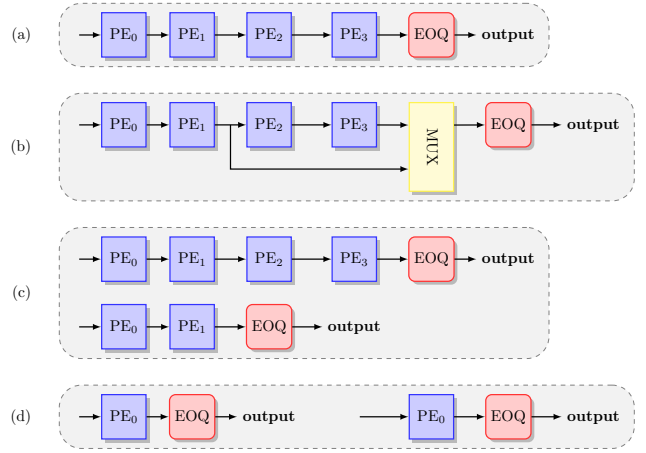 (a) PE0 PE1 PE2 PE3 EOQ output
(b) PE0 PE1 PE2 PE3 MUX EOQ output
(c) PE0 PE1 PE2 PE3 EOQ output
PE0 PE1 EOQ output
(d) PE0 EOQ output PE0 EOQ output